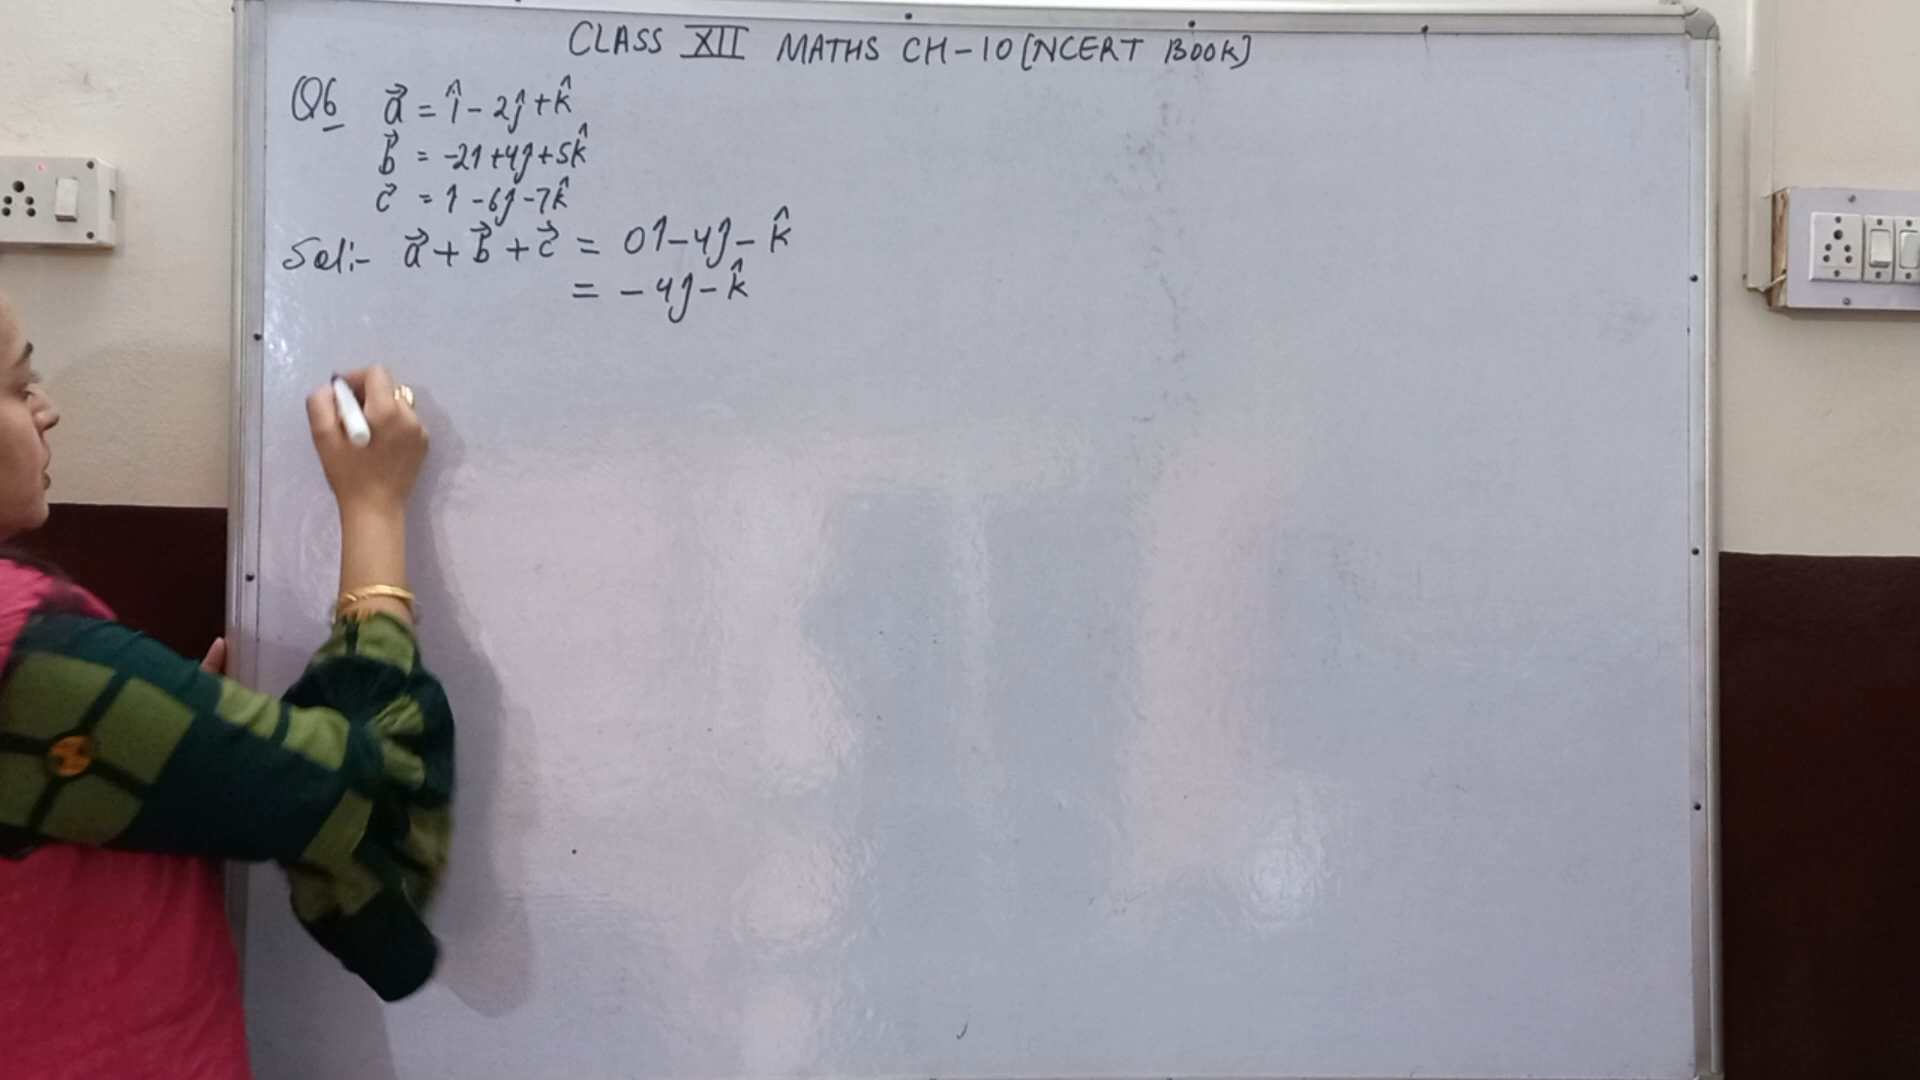 CLASS XII MATHS CH-10 [NCERT BOOK]
Q6 a⃗ = î - 2ĵ + k̂
b⃗ = -2î + 4ĵ + 5k̂
c⃗ = î - 6ĵ - 7k̂
Sol:- a⃗ + b⃗ + c⃗ = 0î - 4ĵ - k̂
= - 4ĵ - k̂